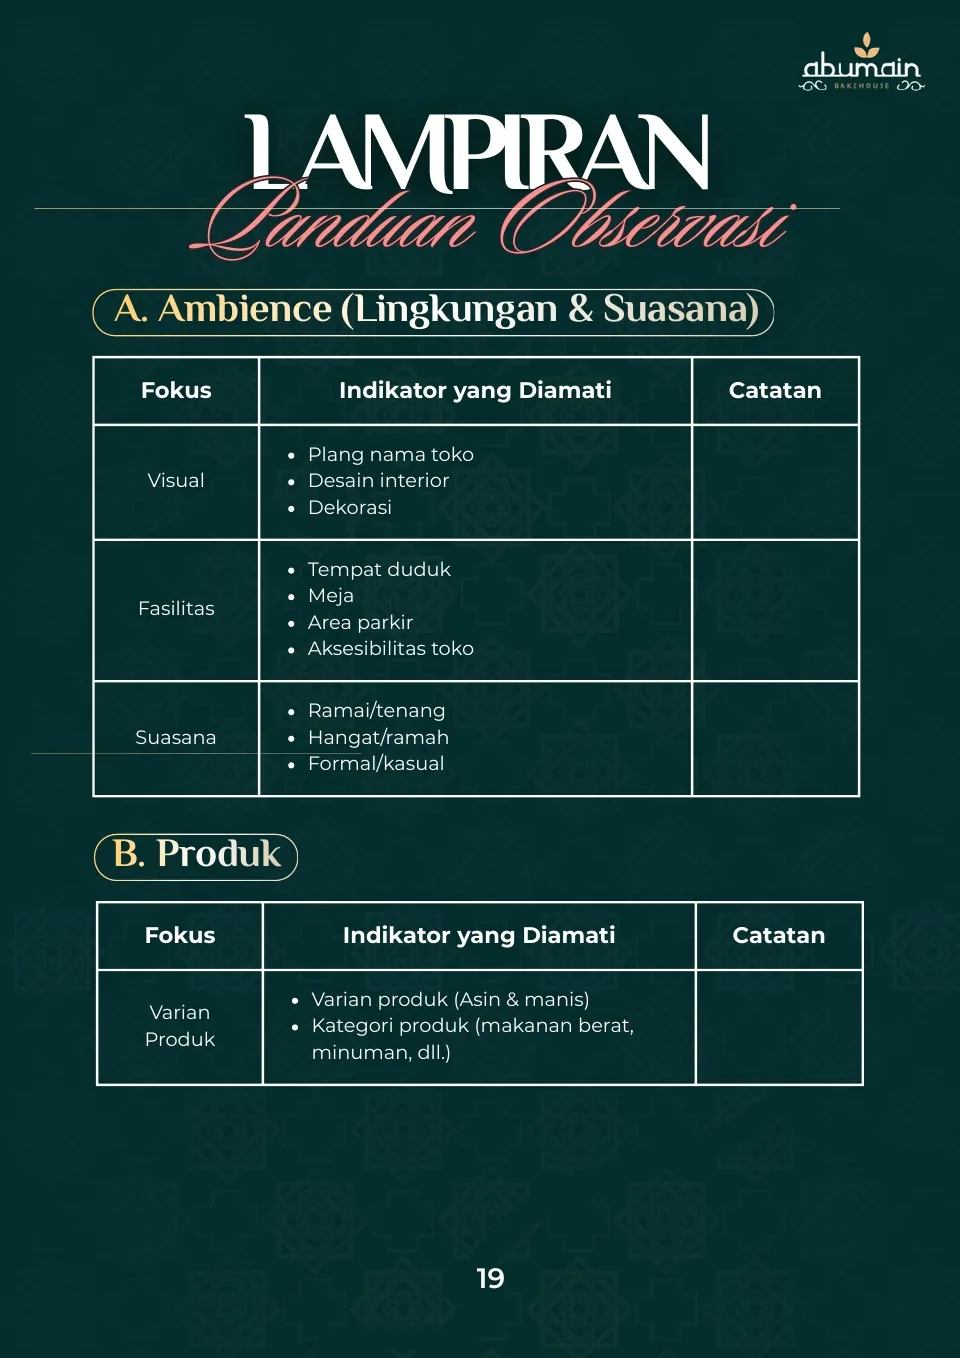 abumain
BAKEHOUSE
LAMPIRAN
Panduan Observasi
A. Ambience (Lingkungan & Suasana)
Fokus
Indikator yang Diamati
Catatan
Visual
• Plang nama toko
• Desain interior
• Dekorasi
Fasilitas
• Tempat duduk
• Meja
• Area parkir
• Aksesibilitas toko
Suasana
• Ramai/tenang
• Hangat/ramah
• Formal/kasual
B. Produk
Fokus
Indikator yang Diamati
Catatan
Varian
Produk
• Varian produk (Asin & manis)
• Kategori produk (makanan berat,
minuman, dll.)
19